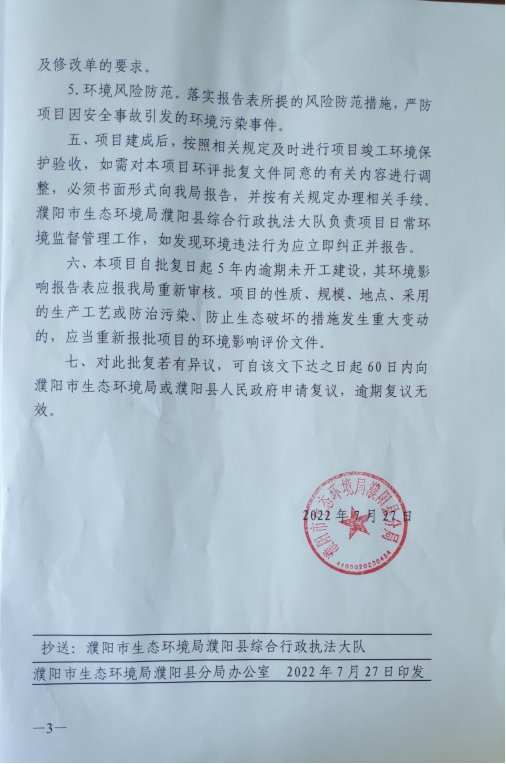 及修改单的要求。
5.环境风险防范。落实报告表所提的风险防范措施，严防
项目因安全事故引发的环境污染事件。
五、项目建成后，按照相关规定及时进行项目竣工环境保
护验收，如需对本项目环评批复文件同意的有关内容进行调
整，必须书面形式向我局报告，并按有关规定办理相关手续。
濮阳市生态环境局濮阳县综合行政执法大队负责项目日常环
境监督管理工作，如发现环境违法行为应立即纠正并报告。
六、本项目自批复日起5年内逾期未开工建设，其环境影
响报告表应报我局重新审核。项目的性质、规模、地点、采用
的生产工艺或防治污染、防止生态破坏的措施发生重大变动
的，应当重新报批项目的环境影响评价文件。
七、对此批复若有异议，可自该文下达之日起60日内向
濮阳市生态环境局或濮阳县人民政府申请复议，逾期复议无
效。
濮阳市生态环境局濮阳县分局
2022年7月27日
抄送：濮阳市生态环境局濮阳县综合行政执法大队
濮阳市生态环境局濮阳县分局办公室 2022年7月27日印发
—3—